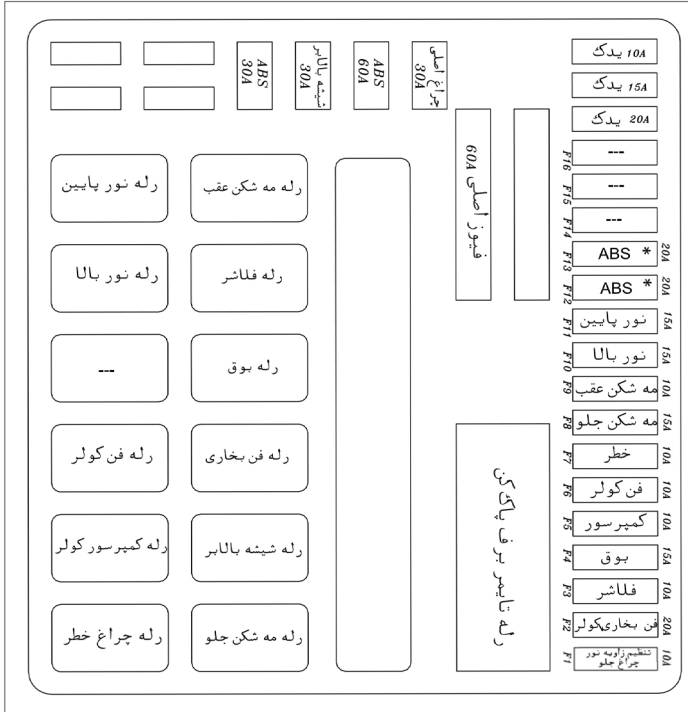 ABS 30A
شیشه بالابر 30A
ABS 60A
چراغ اصلی 30A
یدک 10A
یدک 15A
یدک 20A
F16 ---
F15 ---
F14 ---
F13 ABS * 20A
F12 ABS * 20A
F11 نور پایین 15A
F10 نور بالا 15A
F9 مه شکن عقب 10A
F8 مه شکن جلو 15A
F7 خطر 10A
F6 فن کولر 10A
F5 کمپرسور 10A
F4 بوق 15A
F3 فلاشر 10A
F2 فن بخاری کولر 20A
F1 تنظیم زاویه نور 10A
چراغ جلو
فیوز اصلی 60A
رله تایمر برف پاک کن
رله مه شکن عقب
رله نور پایین
رله فلاشر
رله نور بالا
رله بوق
---
رله فن بخاری
رله فن کولر
رله شیشه بالابر
رله کمپرسور کولر
رله مه شکن جلو
رله چراغ خطر